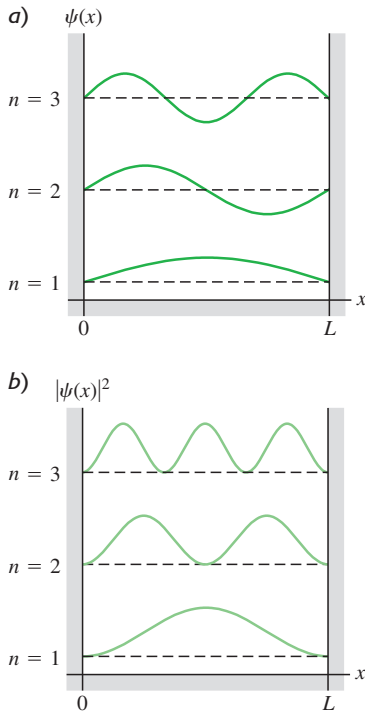 a)
ψ(x)
n = 3
n = 2
n = 1
x
0
L
b)
|ψ(x)|²
n = 3
n = 2
n = 1
x
0
L